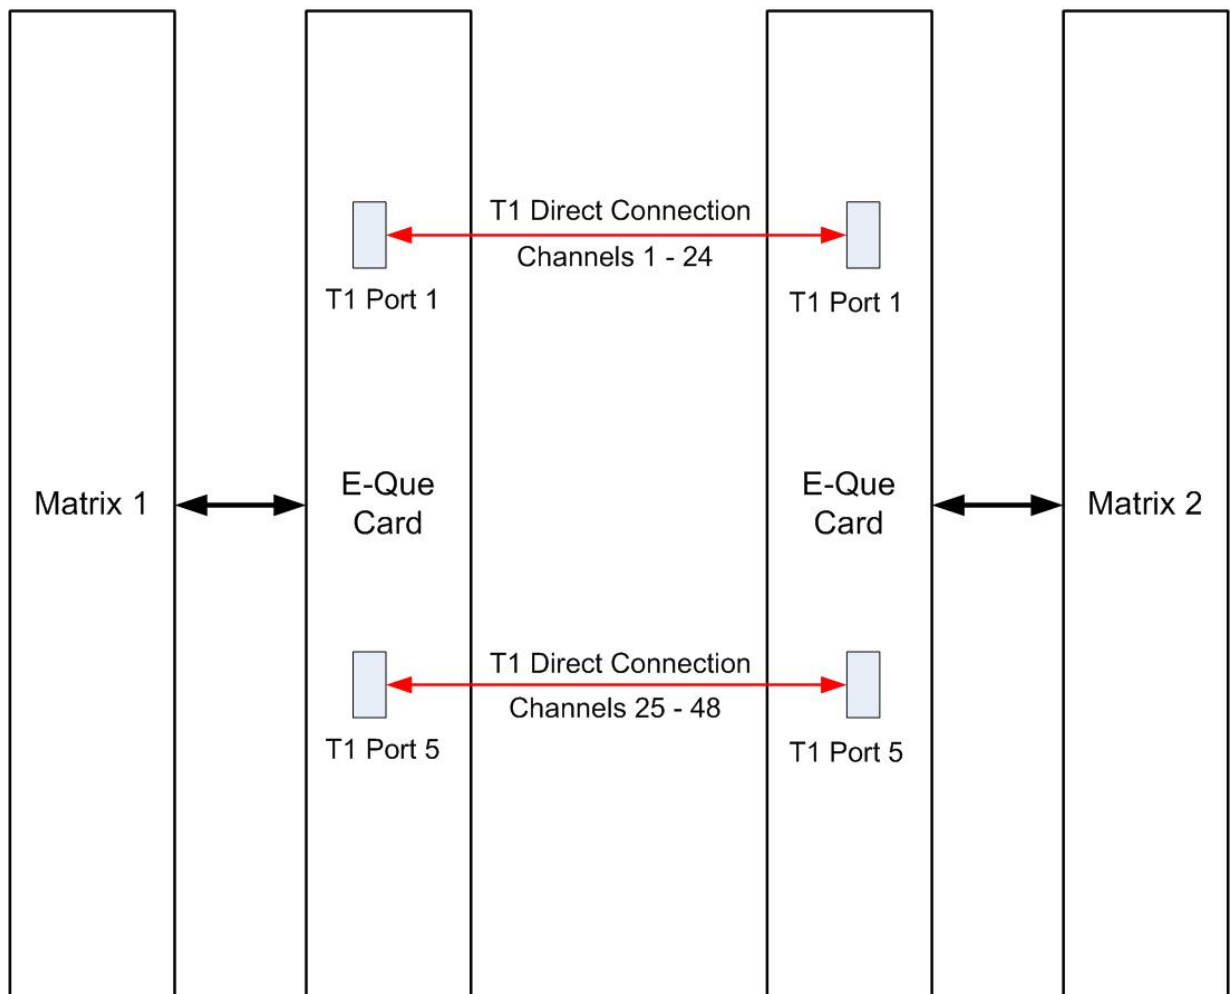 T1 Direct Connection
Channels 1 - 24
T1 Port 1
T1 Port 1
Matrix 1
E-Que
Card
E-Que
Card
Matrix 2
T1 Direct Connection
Channels 25 - 48
T1 Port 5
T1 Port 5